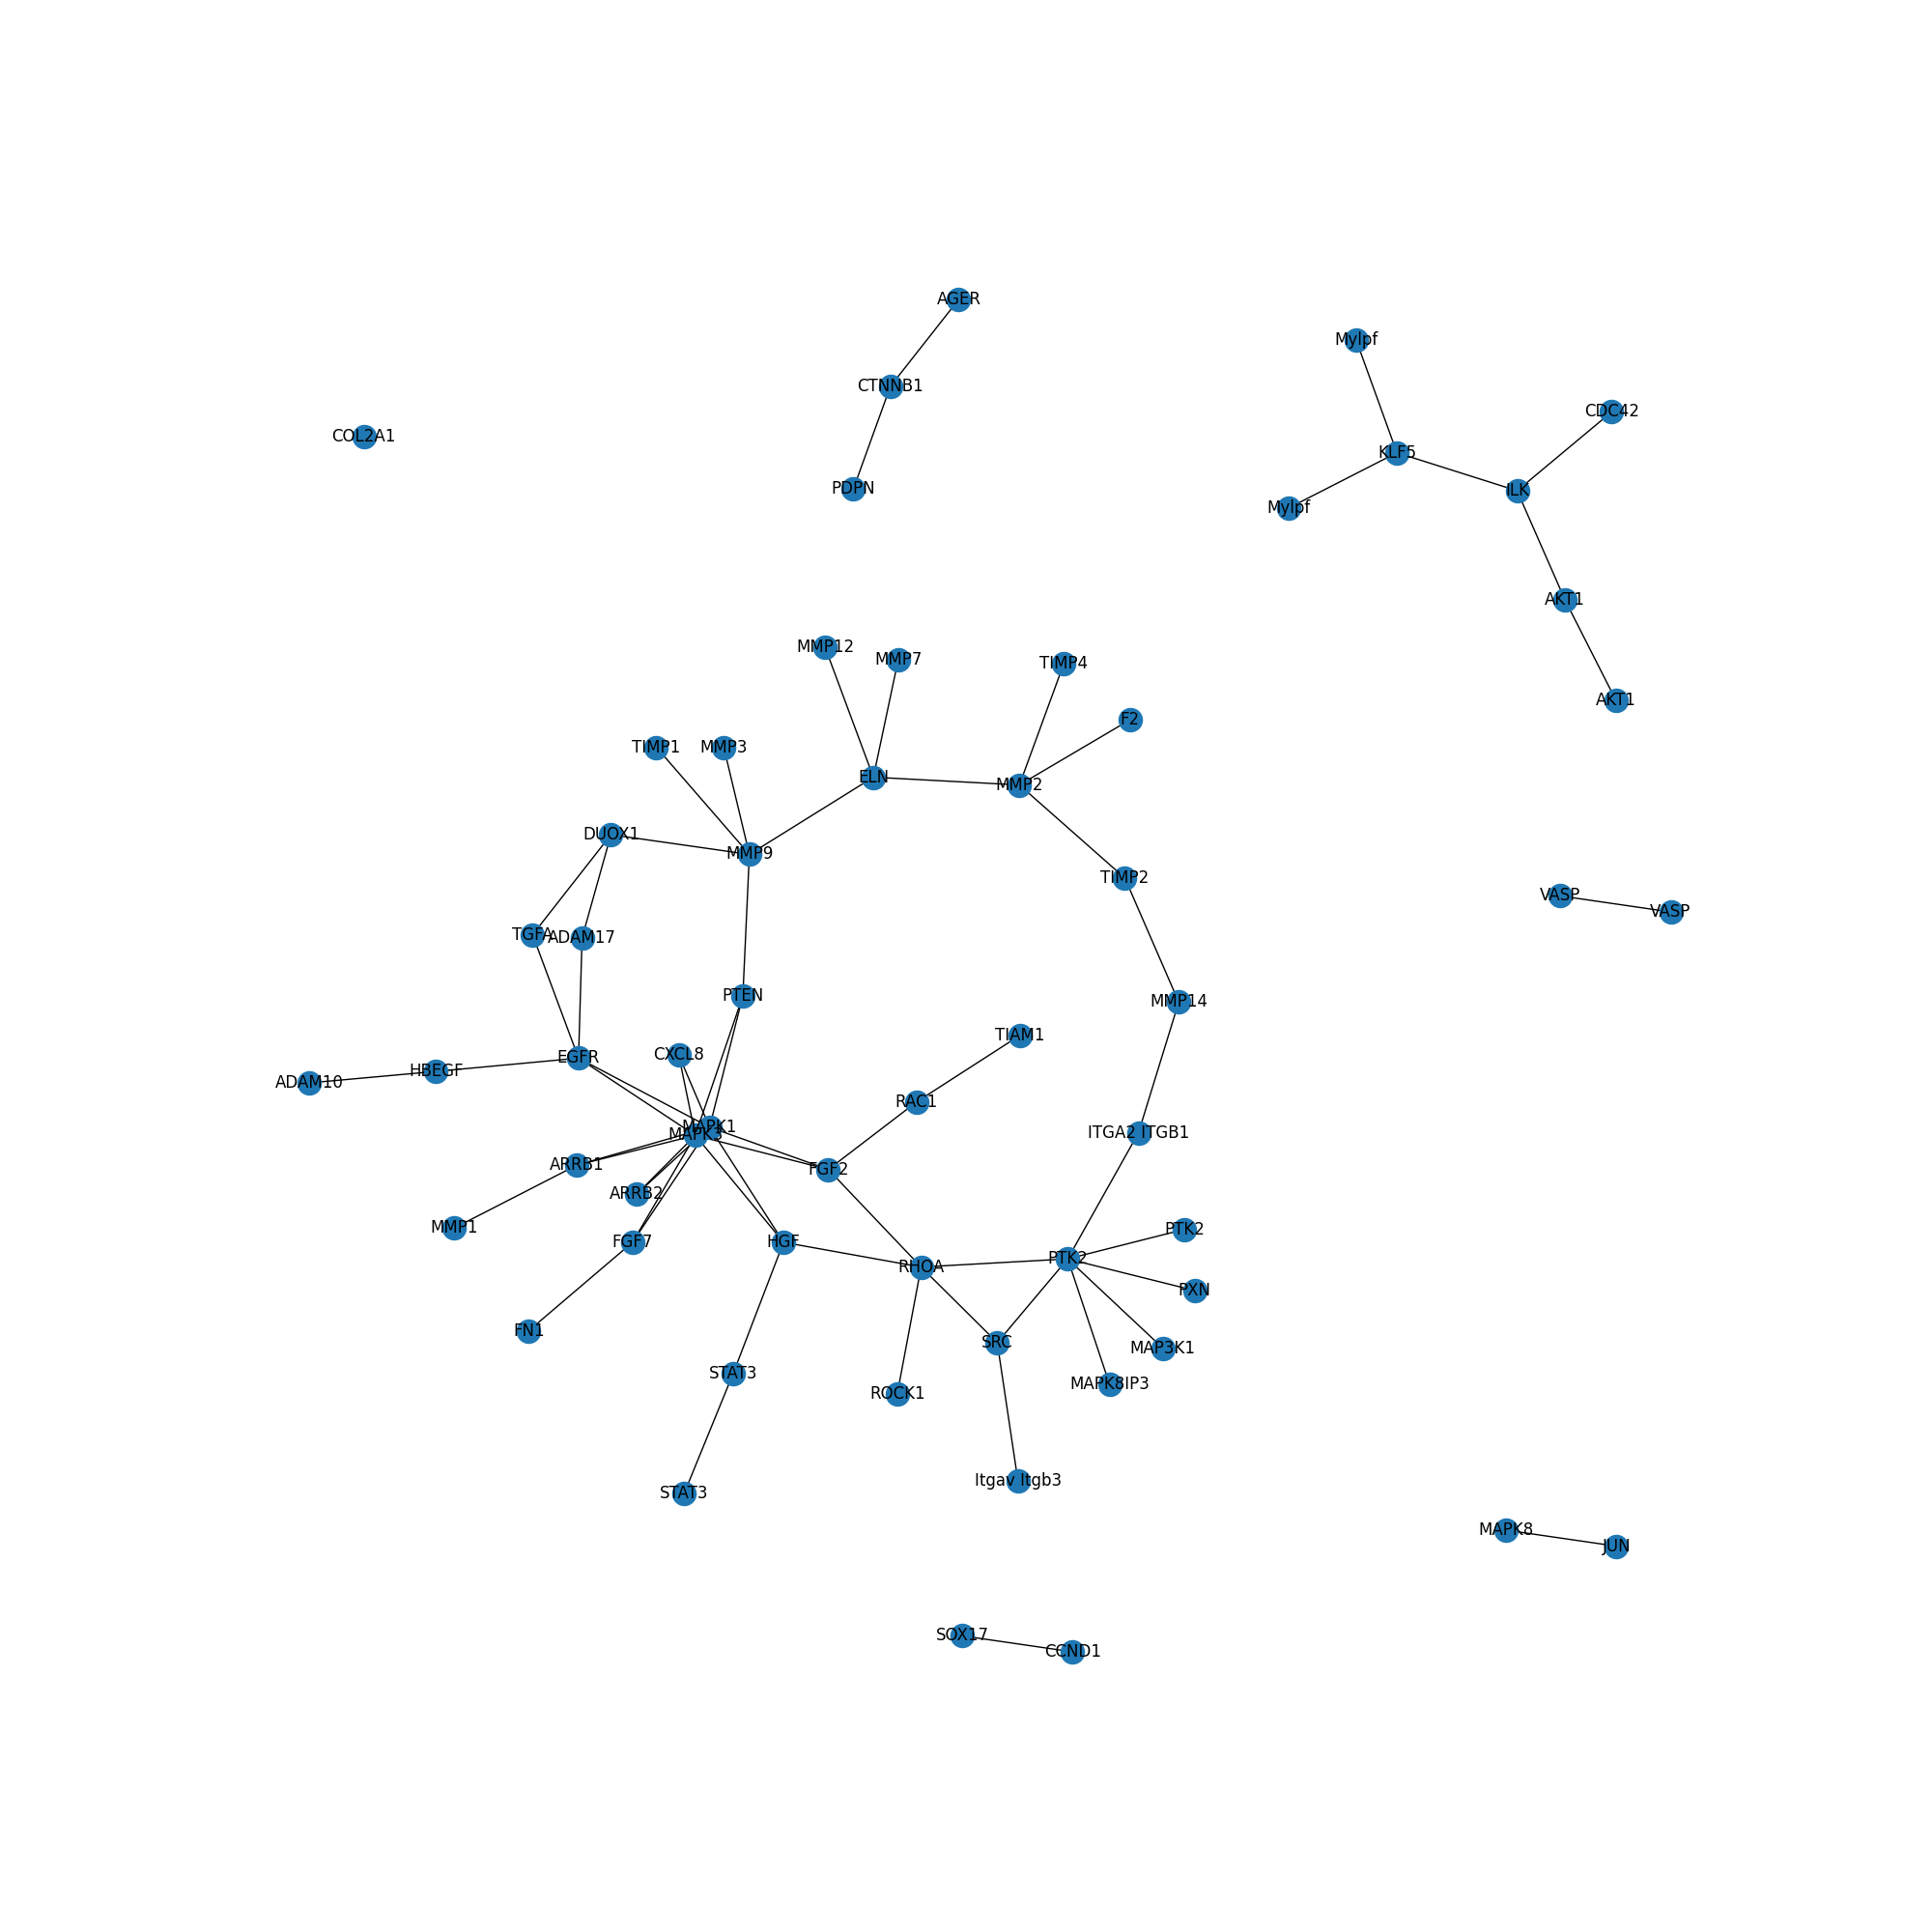 AGER
Mylpf
CTNNB1
CDC42
COL2A1
KLF5
PDPN
ILK
Mylpf
AKT1
MMP12
MMP7
TIMP4
AKT1
F2
TIMP1
MMP3
ELN
MMP2
DUOX1
MMP9
TIMP2
VASP
VASP
TGFA
ADAM17
PTEN
MMP14
TIAM1
CXCL8
EGFR
HBEGF
ADAM10
RAC1
MAPK1
MAPK3
ITGA2 ITGB1
ARRB1
FGF2
ARRB2
MMP1
PTK2
FGF7
HGF
RHOA
PTK2
PXN
FN1
SRC
MAP3K1
STAT3
MAPK8IP3
ROCK1
Itgav Itgb3
STAT3
MAPK8
JUN
SOX17
CCND1